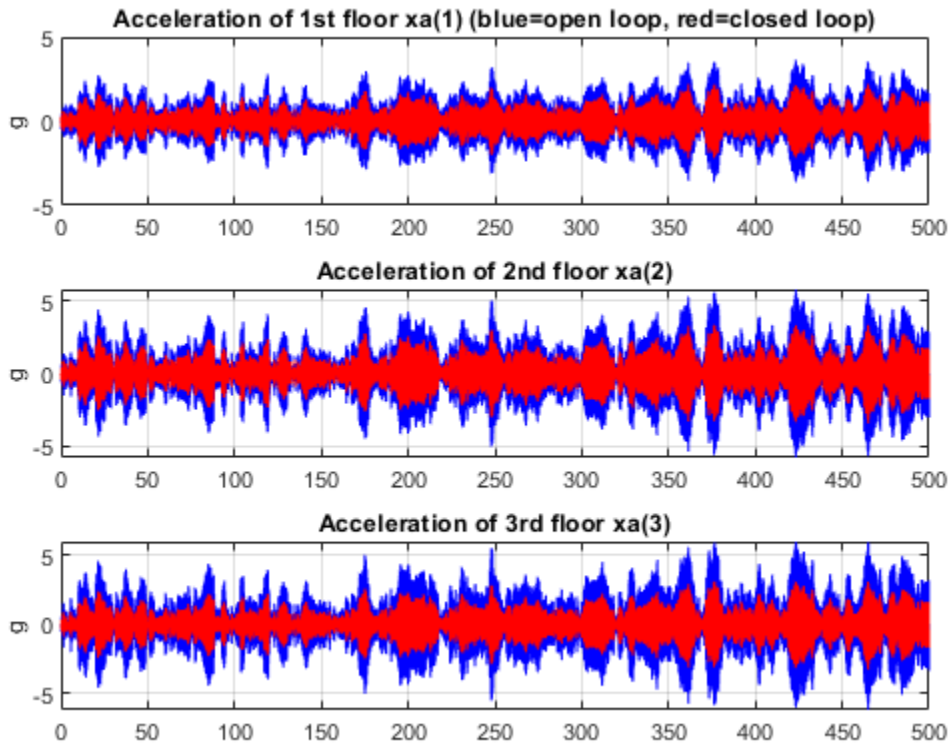 Acceleration of 1st floor xa(1) (blue=open loop, red=closed loop)
5
g
0
-5
0 50 100 150 200 250 300 350 400 450 500
Acceleration of 2nd floor xa(2)
5
g
0
-5
0 50 100 150 200 250 300 350 400 450 500
Acceleration of 3rd floor xa(3)
5
g
0
-5
0 50 100 150 200 250 300 350 400 450 500